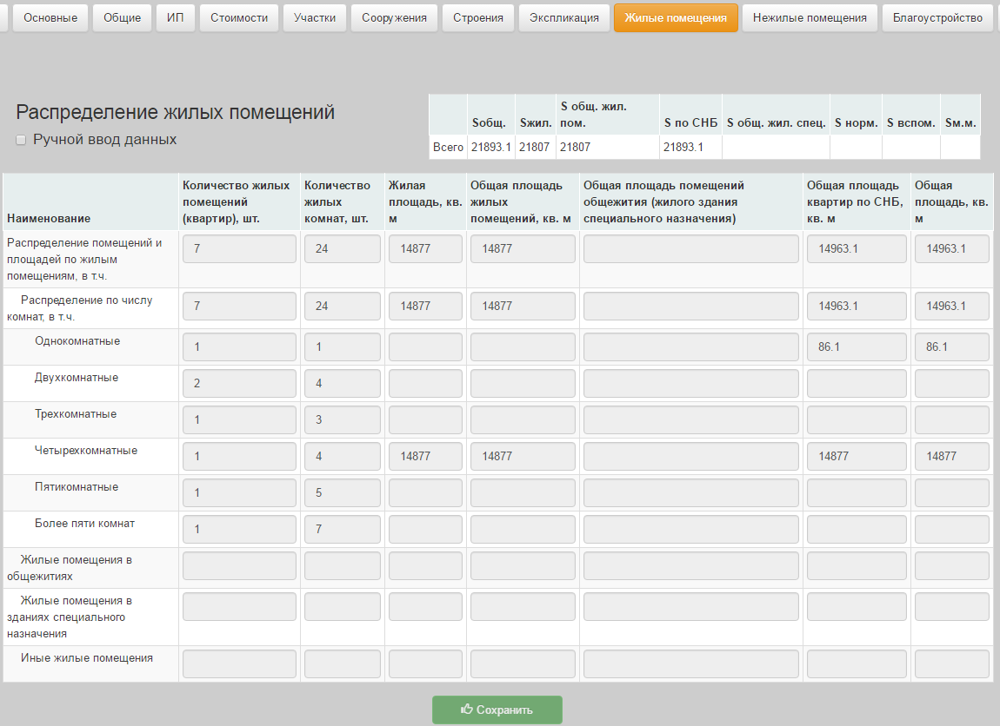 Основные Общие ИП Стоимости Участки Сооружения Строения Экспликация Жилые помещения Нежилые помещения Благоустройство
Распределение жилых помещений
Ручной ввод данных
Sобщ. Sжил. S общ. жил. пом. S по СНБ S общ. жил. спец. S норм. S вспом. Sм.м.
Всего 21893.1 21807 21807 21893.1
Наименование Количество жилых помещений (квартир), шт. Количество жилых комнат, шт. Жилая площадь, кв. м Общая площадь жилых помещений, кв. м Общая площадь помещений общежития (жилого здания специального назначения) Общая площадь квартир по СНБ, кв. м Общая площадь, кв. м
Распределение помещений и площадей по жилым помещениям, в т.ч. 7 24 14877 14877 14963.1 14963.1
Распределение по числу комнат, в т.ч. 7 24 14877 14877 14963.1 14963.1
Однокомнатные 1 1 86.1 86.1
Двухкомнатные 2 4
Трехкомнатные 1 3
Четырехкомнатные 1 4 14877 14877 14877 14877
Пятикомнатные 1 5
Более пяти комнат 1 7
Жилые помещения в общежитиях
Жилые помещения в зданиях специального назначения
Иные жилые помещения
Сохранить